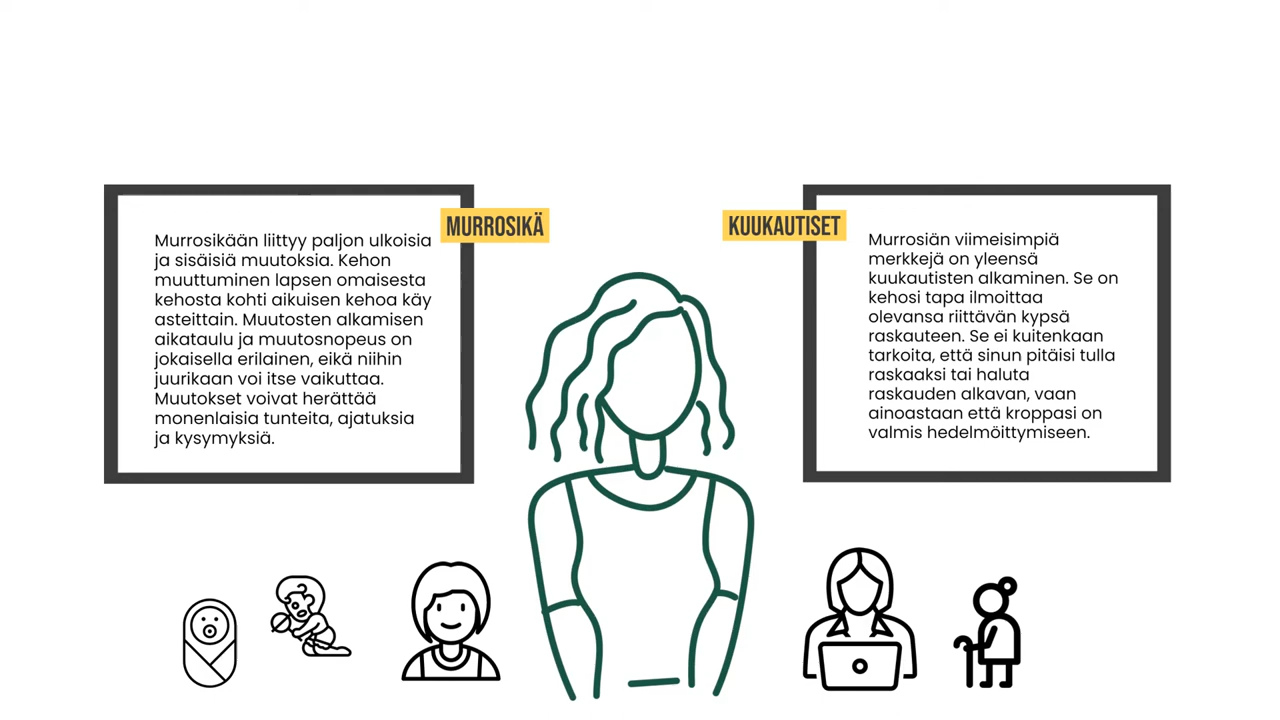 MURROSIKÄ
Murrosikään liittyy paljon ulkoisia
ja sisäisiä muutoksia. Kehon
muuttuminen lapsen omaisesta
kehosta kohti aikuisen kehoa käy
asteittain. Muutosten alkamisen
aikataulu ja muutosnopeus on
jokaisella erilainen, eikä niihin
juurikaan voi itse vaikuttaa.
Muutokset voivat herättää
monenlaisia tunteita, ajatuksia
ja kysymyksiä.
KUUKAUTISET
Murrosiän viimeisimpiä
merkkejä on yleensä
kuukautisten alkaminen. Se on
kehosi tapa ilmoittaa
olevansa riittävän kypsä
raskauteen. Se ei kuitenkaan
tarkoita, että sinun pitäisi tulla
raskaaksi tai haluta
raskauden alkavan, vaan
ainoastaan että kroppasi on
valmis hedelmöittymiseen.